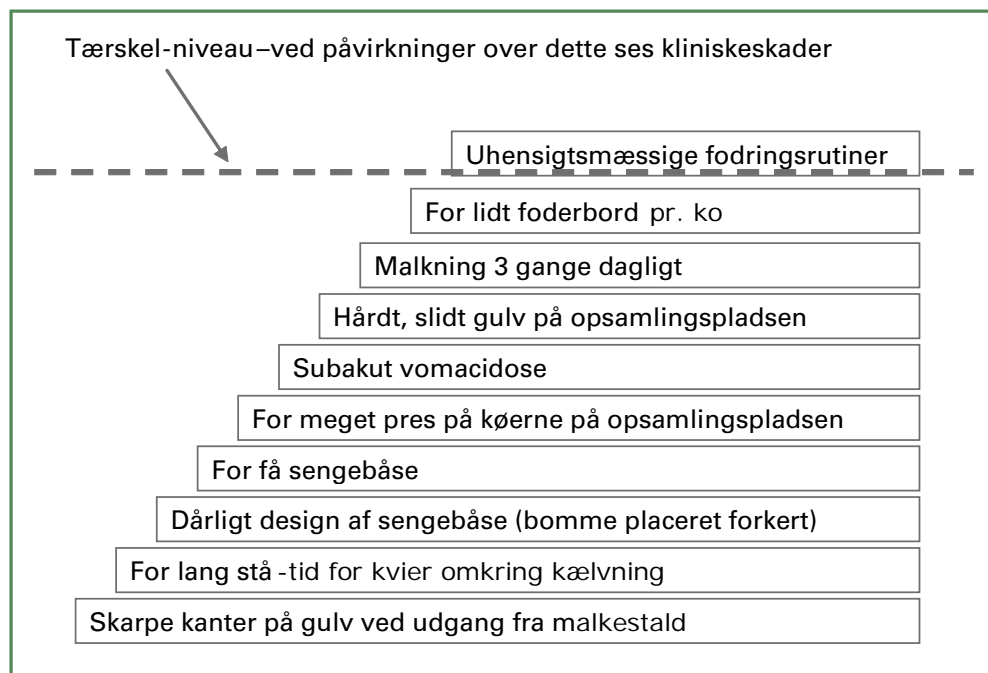 Tærskel-niveau –ved påvirkninger over dette ses kliniskeskader
Uhensigtsmæssige fodringsrutiner
For lidt foderbord pr. ko
Malkning 3 gange dagligt
Hårdt, slidt gulv på opsamlingspladsen
Subakut vomacidose
For meget pres på køerne på opsamlingspladsen
For få sengebåse
Dårligt design af sengebåse (bomme placeret forkert)
For lang stå-tid for kvier omkring kælvning
Skarpe kanter på gulv ved udgang fra malkestald